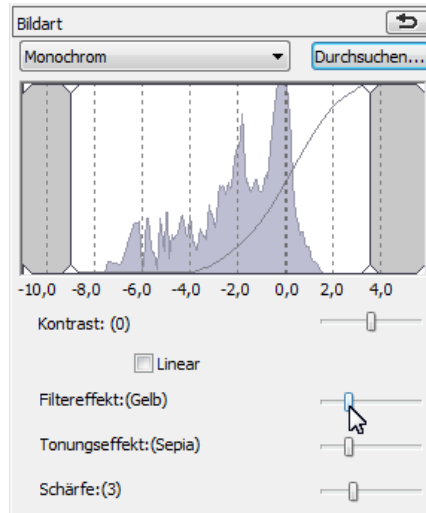 Bildart
Monochrom Durchsuchen...
-10,0 -8,0 -6,0 -4,0 -2,0 0,0 2,0 4,0
Kontrast: (0)
Linear
Filtereffekt:(Gelb)
Tonungseffekt:(Sepia)
Schärfe:(3)